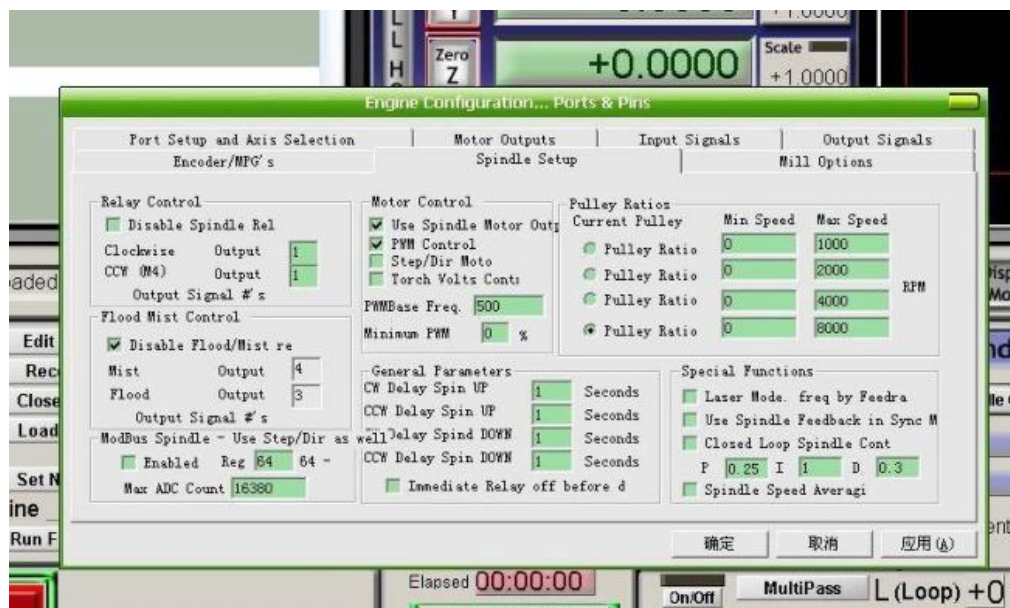 L
L
H
Y
Zero
Z
+0.0000
Scale
+1.0000
Engine Configuration... Ports & Pins
Port Setup and Axis Selection
Motor Outputs
Input Signals
Output Signals
Encoder/MPG's
Spindle Setup
Mill Options
Relay Control
Disable Spindle Rel
Clockwise Output 1
CCW (M4) Output 1
Output Signal #'s
Flood Mist Control
Disable Flood/Mist re
Mist Output 4
Flood Output 3
Output Signal #'s
ModBus Spindle - Use Step/Dir as well
Enabled Reg 64 64 -
Max ADC Count 16380
Motor Control
Use Spindle Motor Outp
PWM Control
Step/Dir Moto
Torch Volts Cont
PWMBase Freq. 500
Minimum PWM 0 %
General Parameters
CW Delay Spin UP 1 Seconds
CCW Delay Spin UP 1 Seconds
Delay Spind DOWN 1 Seconds
CCW Delay Spin DOWN 1 Seconds
Immediate Relay off before d
Pulley Ratios
Current Pulley Min Speed Max Speed
Pulley Ratio 0 1000
Pulley Ratio 0 2000
Pulley Ratio 0 4000
Pulley Ratio 0 8000
RPM
Special Functions
Laser Mode. freq by Feedra
Use Spindle Feedback in Sync M
Closed Loop Spindle Cont
P 0.25 I 1 D 0.3
Spindle Speed Averagi
确定
取消
应用(A)
aded
Edit
Rec
Close
Load
Set N
ine
Run F
Elapsed 00:00:00
On/Off
MultiPass
L (Loop) +0